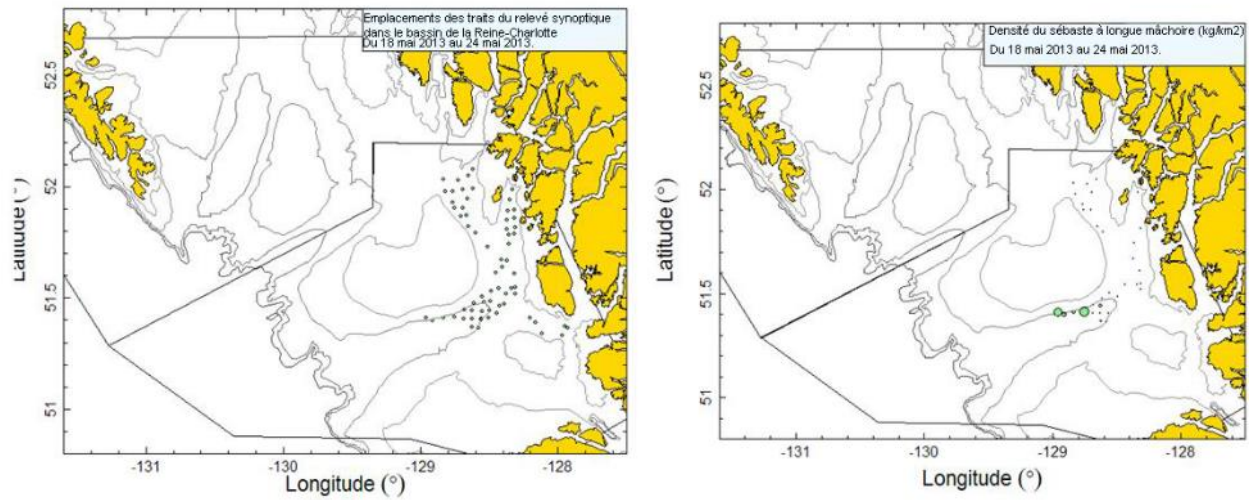 Emplacements des traits du relevé synoptique
dans le bassin de la Reine-Charlotte
Du 18 mai 2013 au 24 mai 2013.
52.5
52
51.5
51
-131
-130
-129
-128
Longitude (°)
Densité du sébaste à longue mâchoire (kg/km2)
Du 18 mai 2013 au 24 mai 2013.
Latitude (°)
52.5
52
51.5
51
-131
-130
-129
-128
Longitude (°)